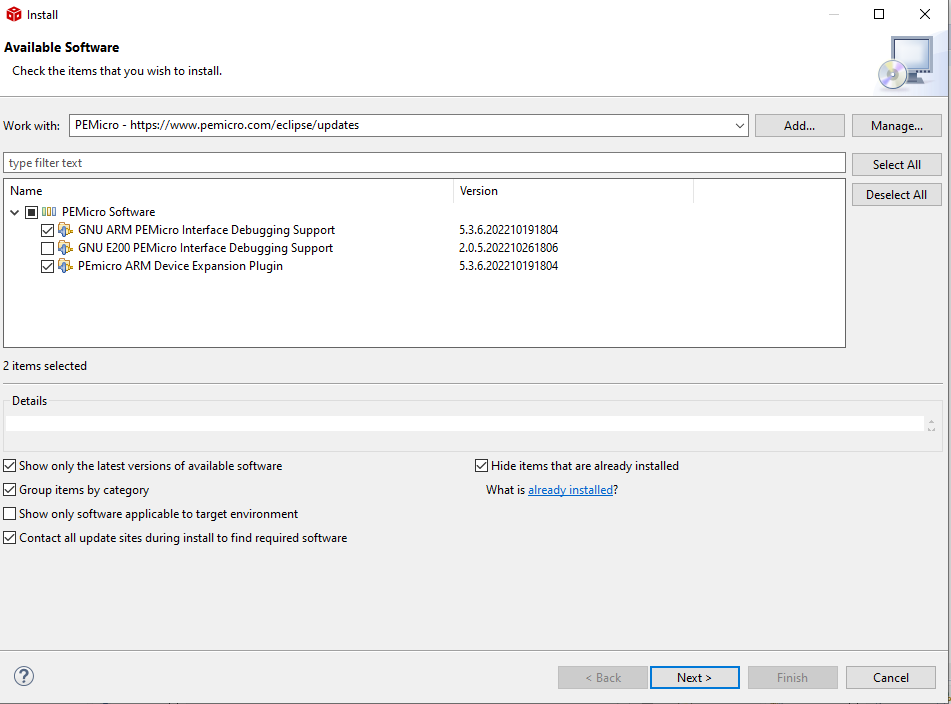 Install
Available Software
Check the items that you wish to install.
Work with: PEMicro - https://www.pemicro.com/eclipse/updates Add... Manage...
type filter text Select All
Name Version Deselect All
PEMicro Software
GNU ARM PEMicro Interface Debugging Support 5.3.6.202210191804
GNU E200 PEMicro Interface Debugging Support 2.0.5.202210261806
PEmicro ARM Device Expansion Plugin 5.3.6.202210191804
2 items selected
Details
Show only the latest versions of available software Hide items that are already installed
Group items by category What is already installed?
Show only software applicable to target environment
Contact all update sites during install to find required software
? < Back Next > Finish Cancel